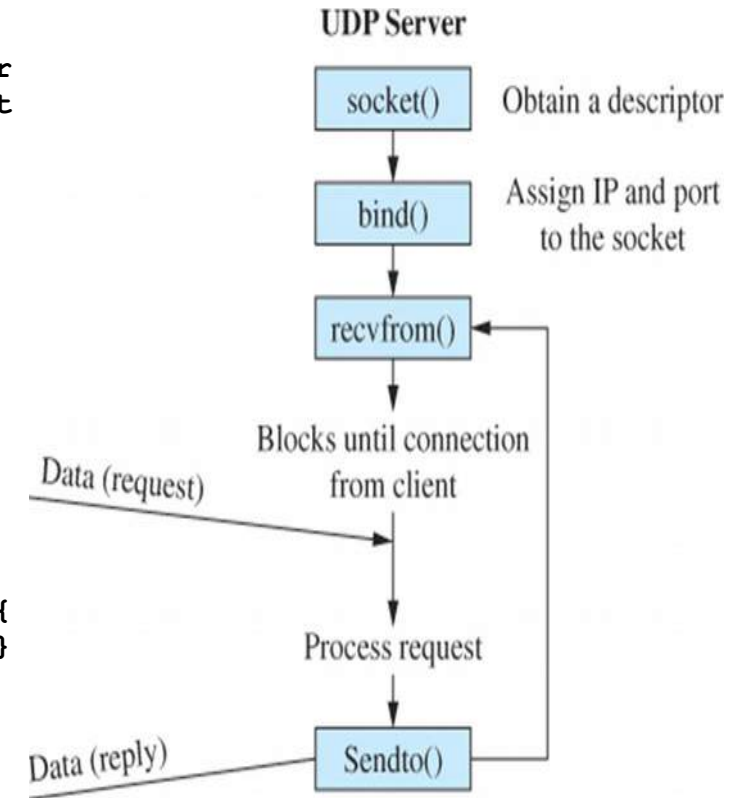 UDP Server
r
t
socket()
Obtain a descriptor
bind()
Assign IP and port
to the socket
recvfrom()
Blocks until connection
from client
Data (request)
{
}
Process request
Data (reply)
Sendto()